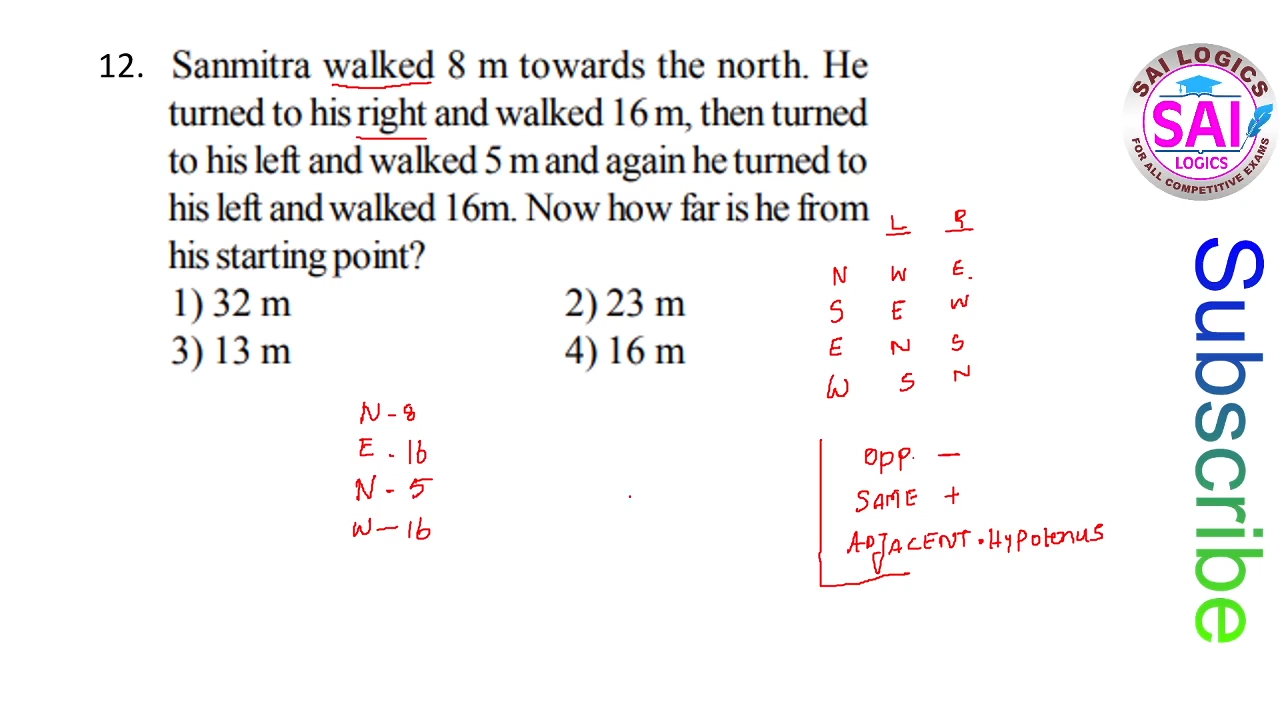 12. Sanmitra walked 8 m towards the north. He
turned to his right and walked 16 m, then turned
to his left and walked 5 m and again he turned to
his left and walked 16m. Now how far is he from
his starting point?
1) 32 m 2) 23 m
3) 13 m 4) 16 m
L R
N W E.
S E W
E N S
W S N
N - 8
E - 16
N - 5
W - 16
OPP. -
SAME +
ADJACENT . Hypotenus
SAI LOGICS
SAI
LOGICS
FOR ALL COMPETITIVE EXAMS
Subscribe